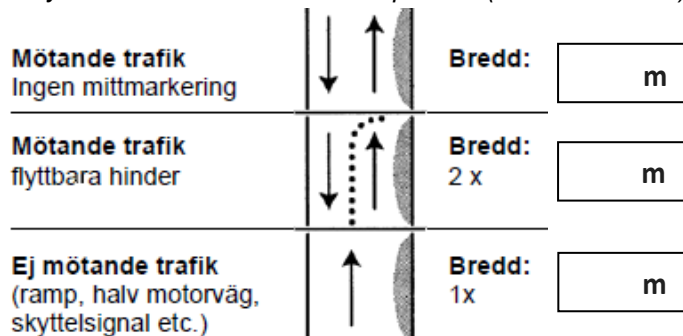 Mötande trafik
Ingen mittmarkering
Bredd:
m
Mötande trafik
flyttbara hinder
Bredd:
2 x
m
Ej mötande trafik
(ramp, halv motorväg,
skyttelsignal etc.)
Bredd:
1x
m